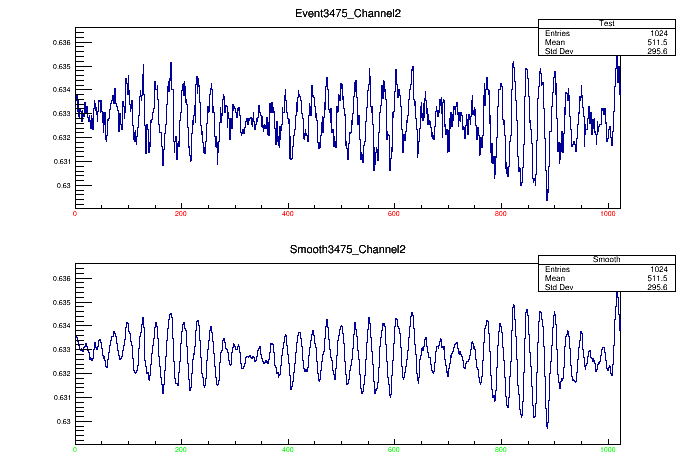 Event3475_Channel2
Test
Entries 1024
Mean 511.5
Std Dev 295.6
0.636
0.635
0.634
0.633
0.632
0.631
0.63
0 200 400 600 800 1000
Smooth3475_Channel2
Smooth
Entries 1024
Mean 511.5
Std Dev 295.6
0.636
0.635
0.634
0.633
0.632
0.631
0.63
0 200 400 600 800 1000